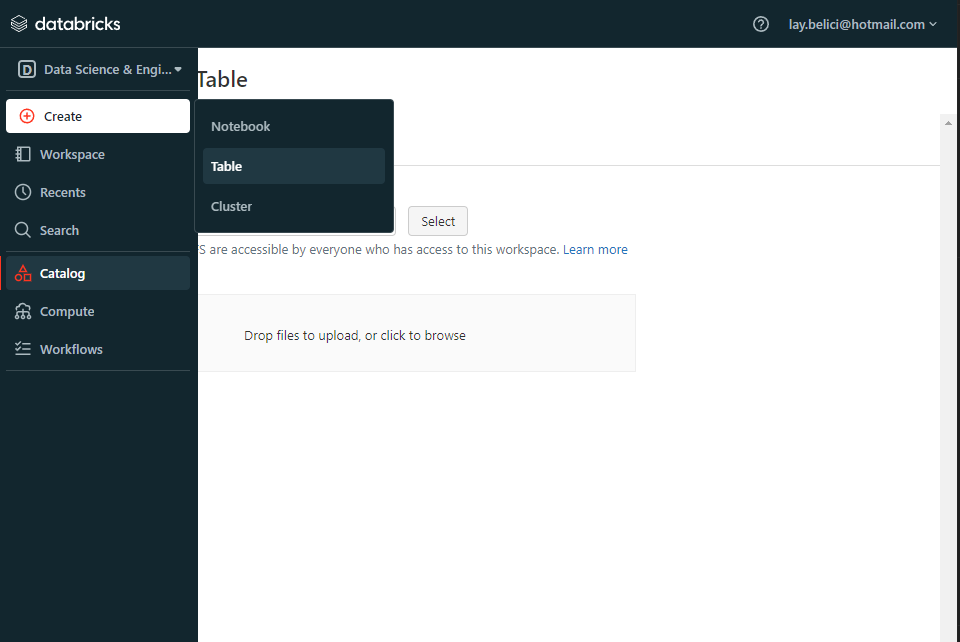 databricks
lay.belici@hotmail.com
D Data Science & Engi...
Table
Create
Notebook
Workspace
Table
Recents
Cluster
Select
Search
FS are accessible by everyone who has access to this workspace. Learn more
Catalog
Compute
Drop files to upload, or click to browse
Workflows